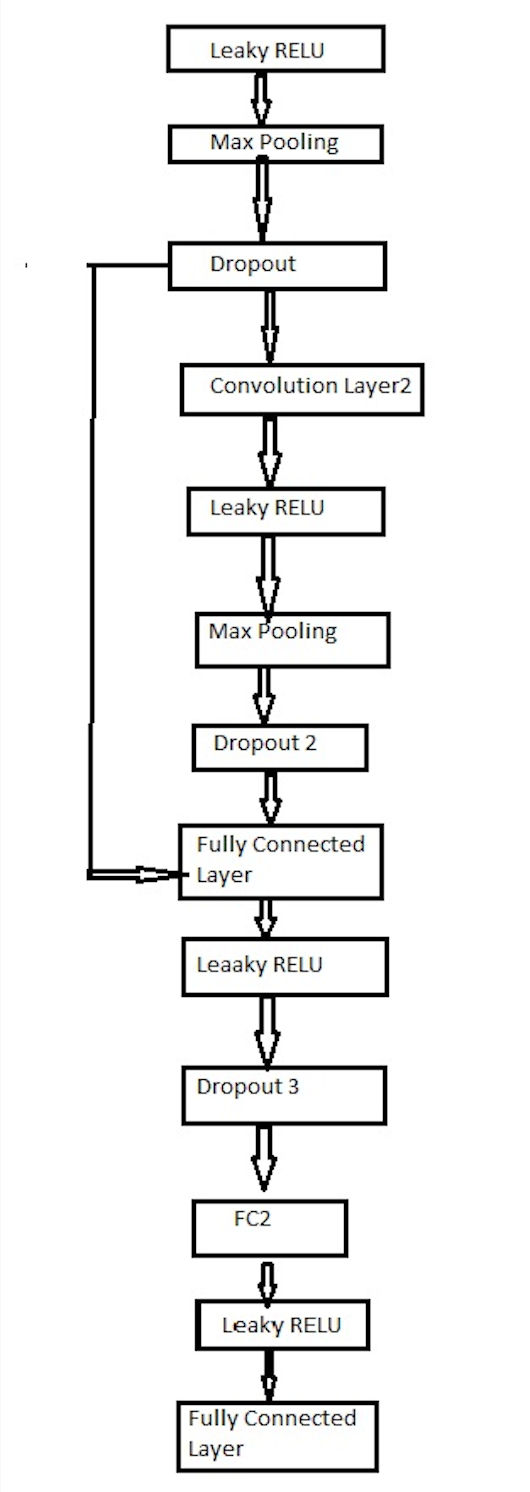 Leaky RELU
Max Pooling
Dropout
Convolution Layer2
Leaky RELU
Max Pooling
Dropout 2
Fully Connected
Layer
Leaaky RELU
Dropout 3
FC2
Leaky RELU
Fully Connected
Layer